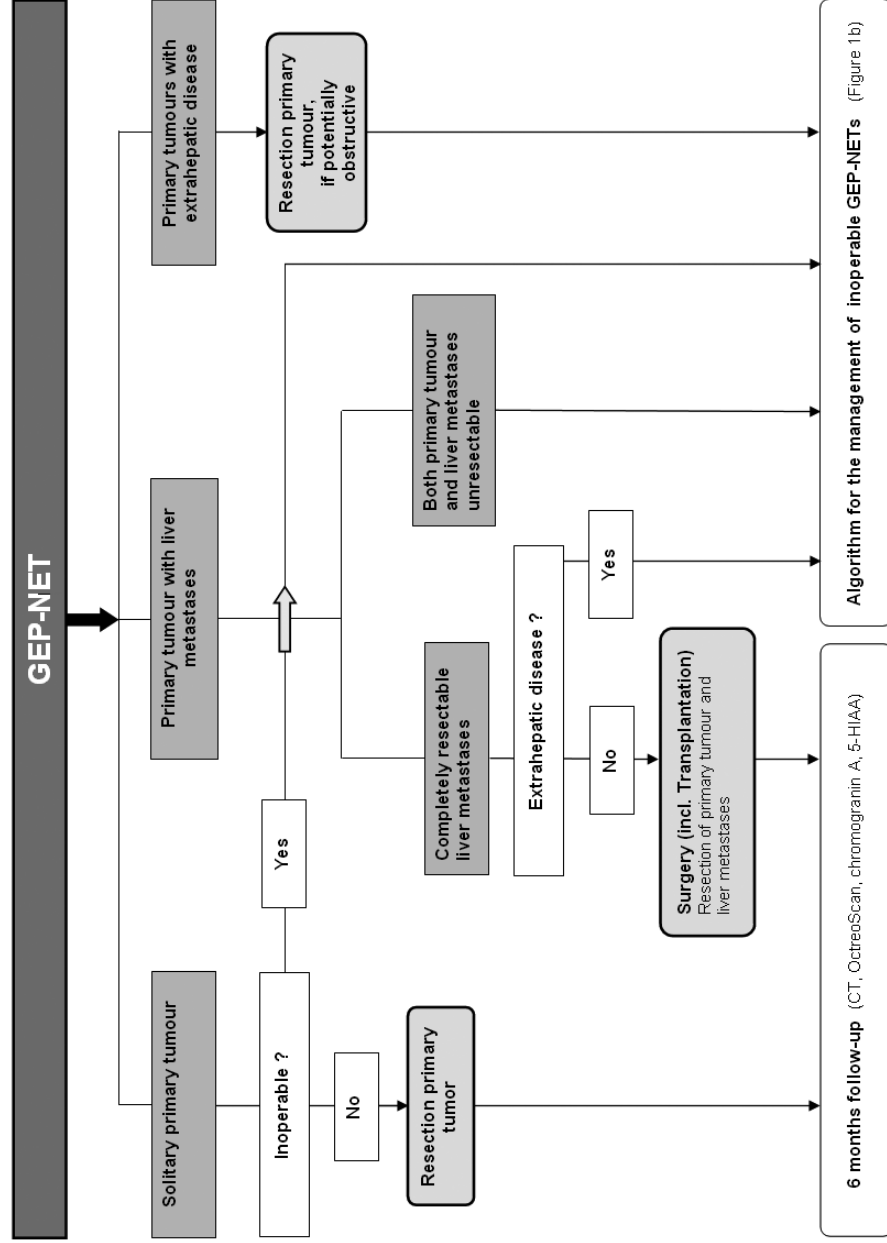 GEP-NET
Solitary primary tumour
Primary tumour with liver
metastases
Primary tumours with
extrahepatic disease
Inoperable ?
Yes
Resection primary
tumour,
if potentially
obstructive
No
Resection primary
tumor
Completely resectable
liver metastases
Both primary tumour
and liver metastases
unresectable
Extrahepatic disease ?
No
Yes
Surgery (incl. Transplantation)
Resection of primary tumour and
liver metastases
6 months follow-up (CT, OctreoScan, chromogranin A, 5-HIAA)
Algorithm for the management of inoperable GEP-NETs (Figure 1b)